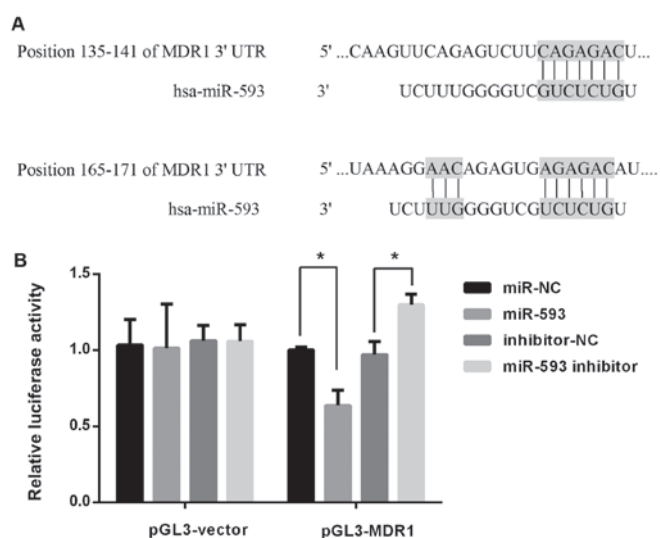 A
Position 135-141 of MDR1 3' UTR 5' ...CAAGUUCAGAGUCUUCAGAGACU...
hsa-miR-593 3' UCUUUGGGGUCGUCUCUGU
Position 165-171 of MDR1 3' UTR 5' ...UAAAGGAACAGAGUGAGAGACAU....
hsa-miR-593 3' UCUUUGGGGUCGUCUCUGU
B
Relative luciferase activity
1.5
1.0
0.5
0.0
* *
miR-NC
miR-593
inhibitor-NC
miR-593 inhibitor
pGL3-vector pGL3-MDR1